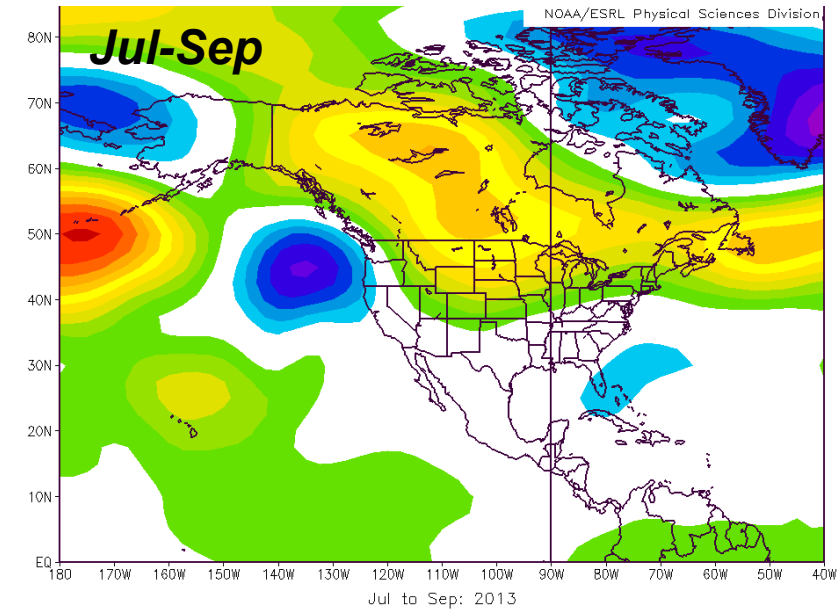 NOAA/ESRL Physical Sciences Division
Jul-Sep
80N
70N
60N
50N
40N
30N
20N
10N
EQ
180 170W 160W 150W 140W 130W 120W 110W 100W 90W 80W 70W 60W 50W 40W
Jul to Sep: 2013